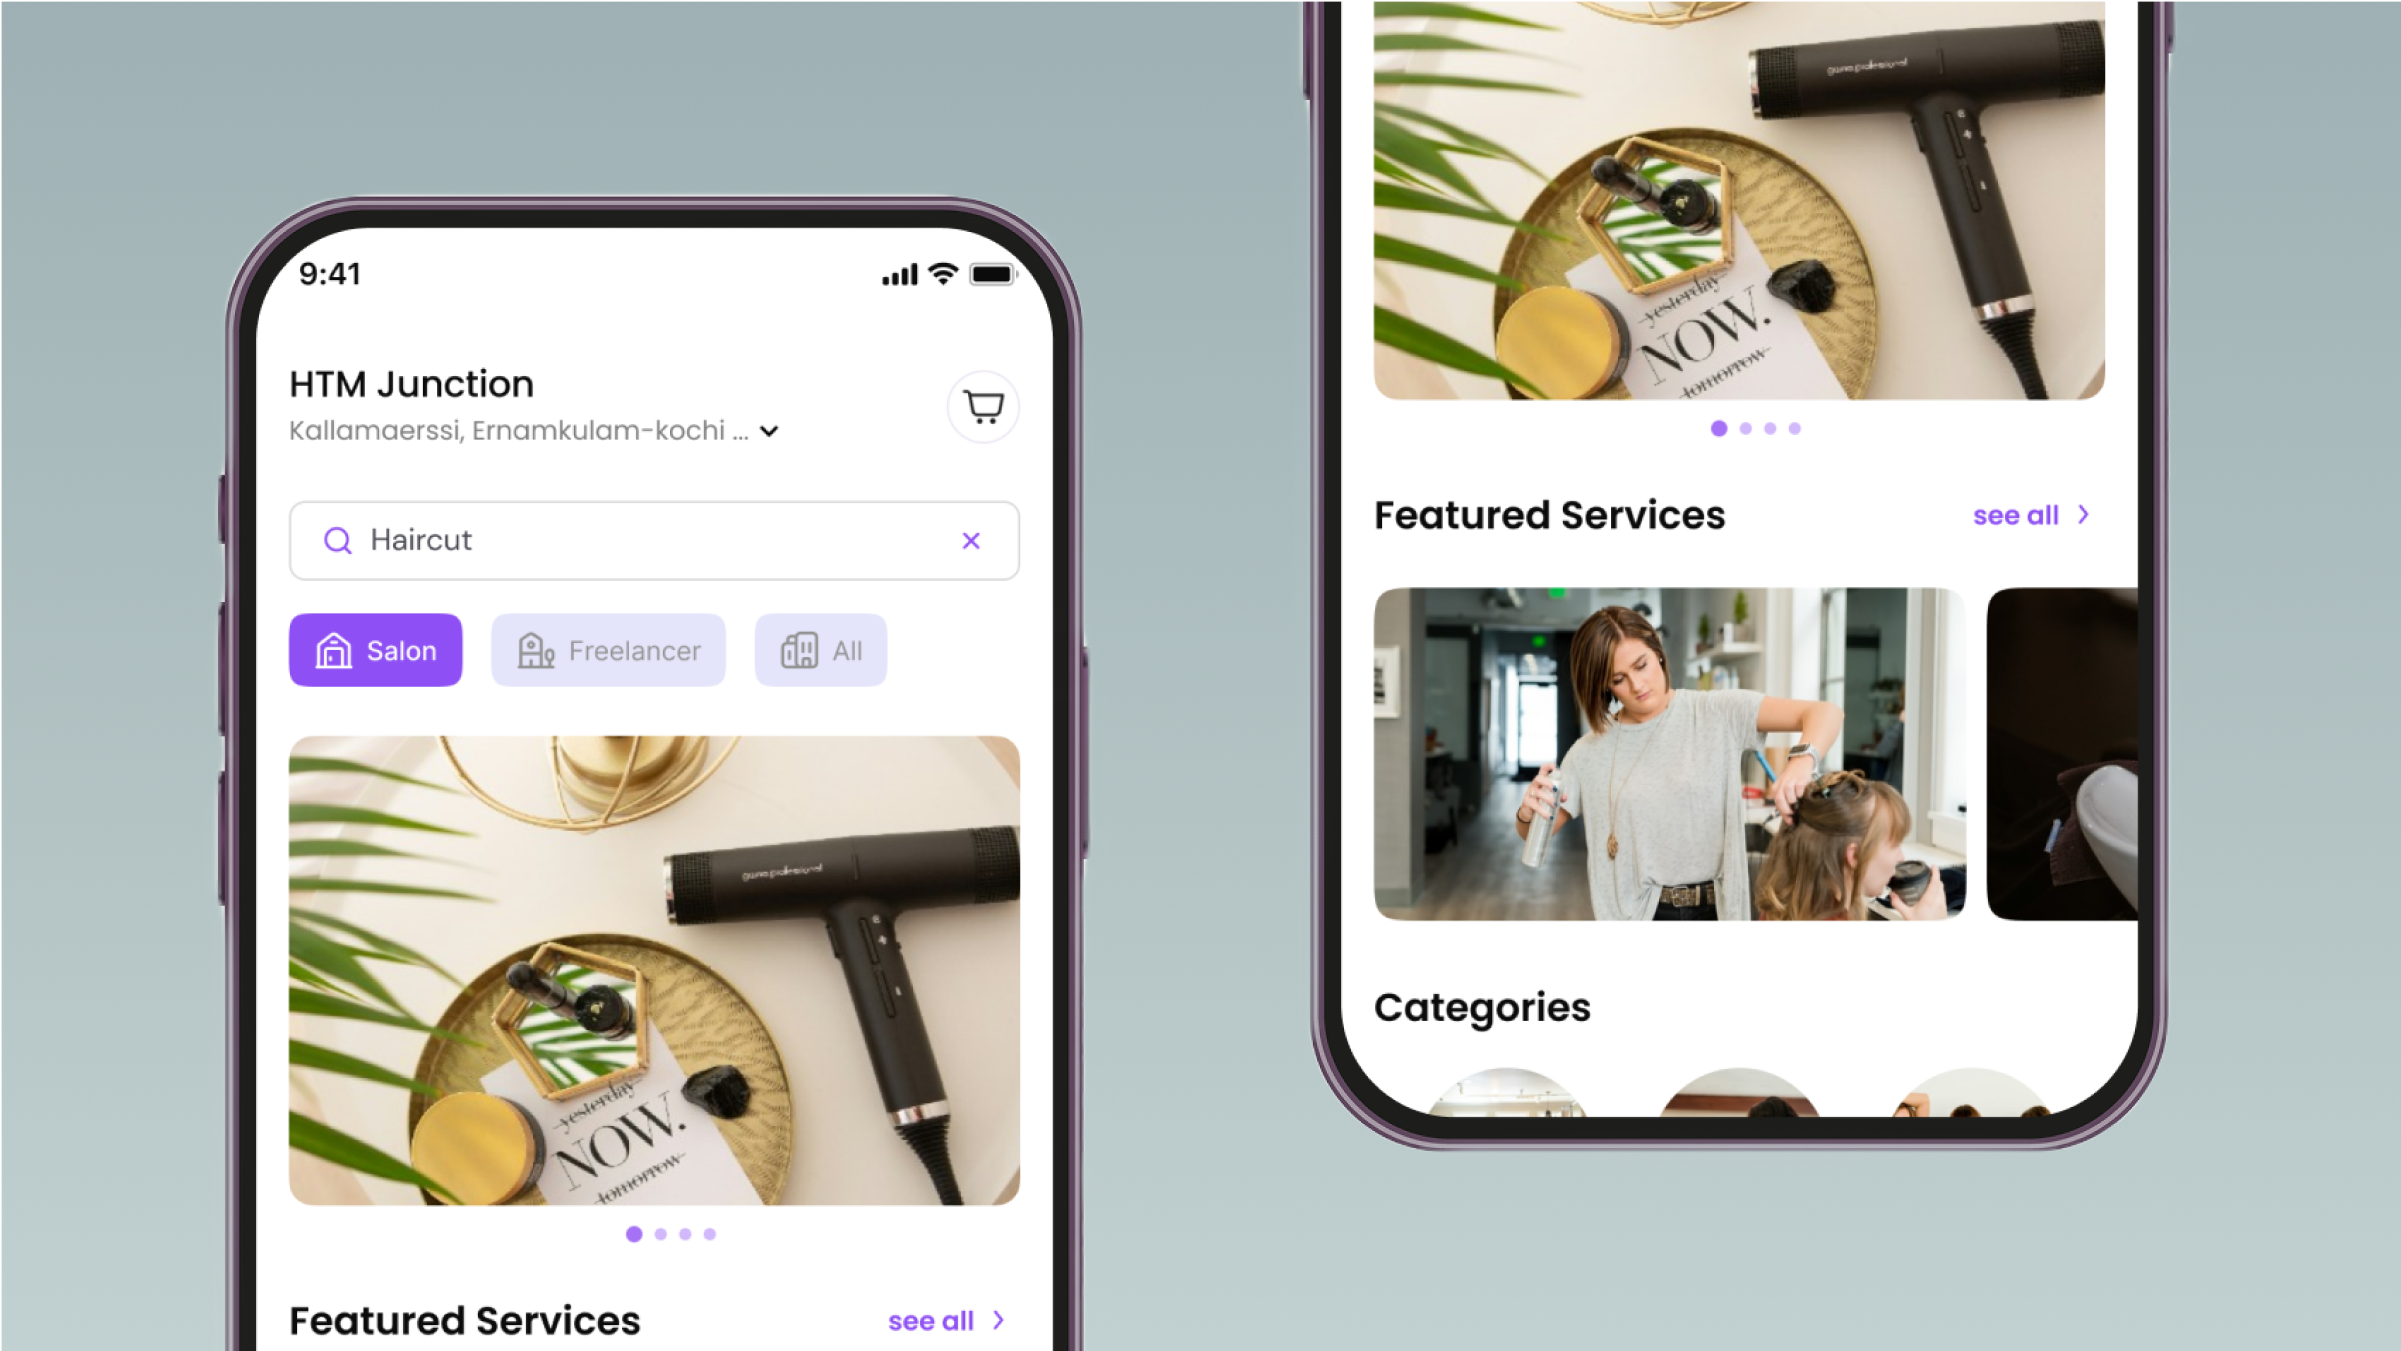 9:41
HTM Junction
Kallamaerssi, Ernamkulam-kochi ...
Haircut
Salon
Freelancer
All
yesterday
NOW.
tomorrow
Featured Services
see all
yesterday
NOW.
tomorrow
Featured Services
see all
Categories